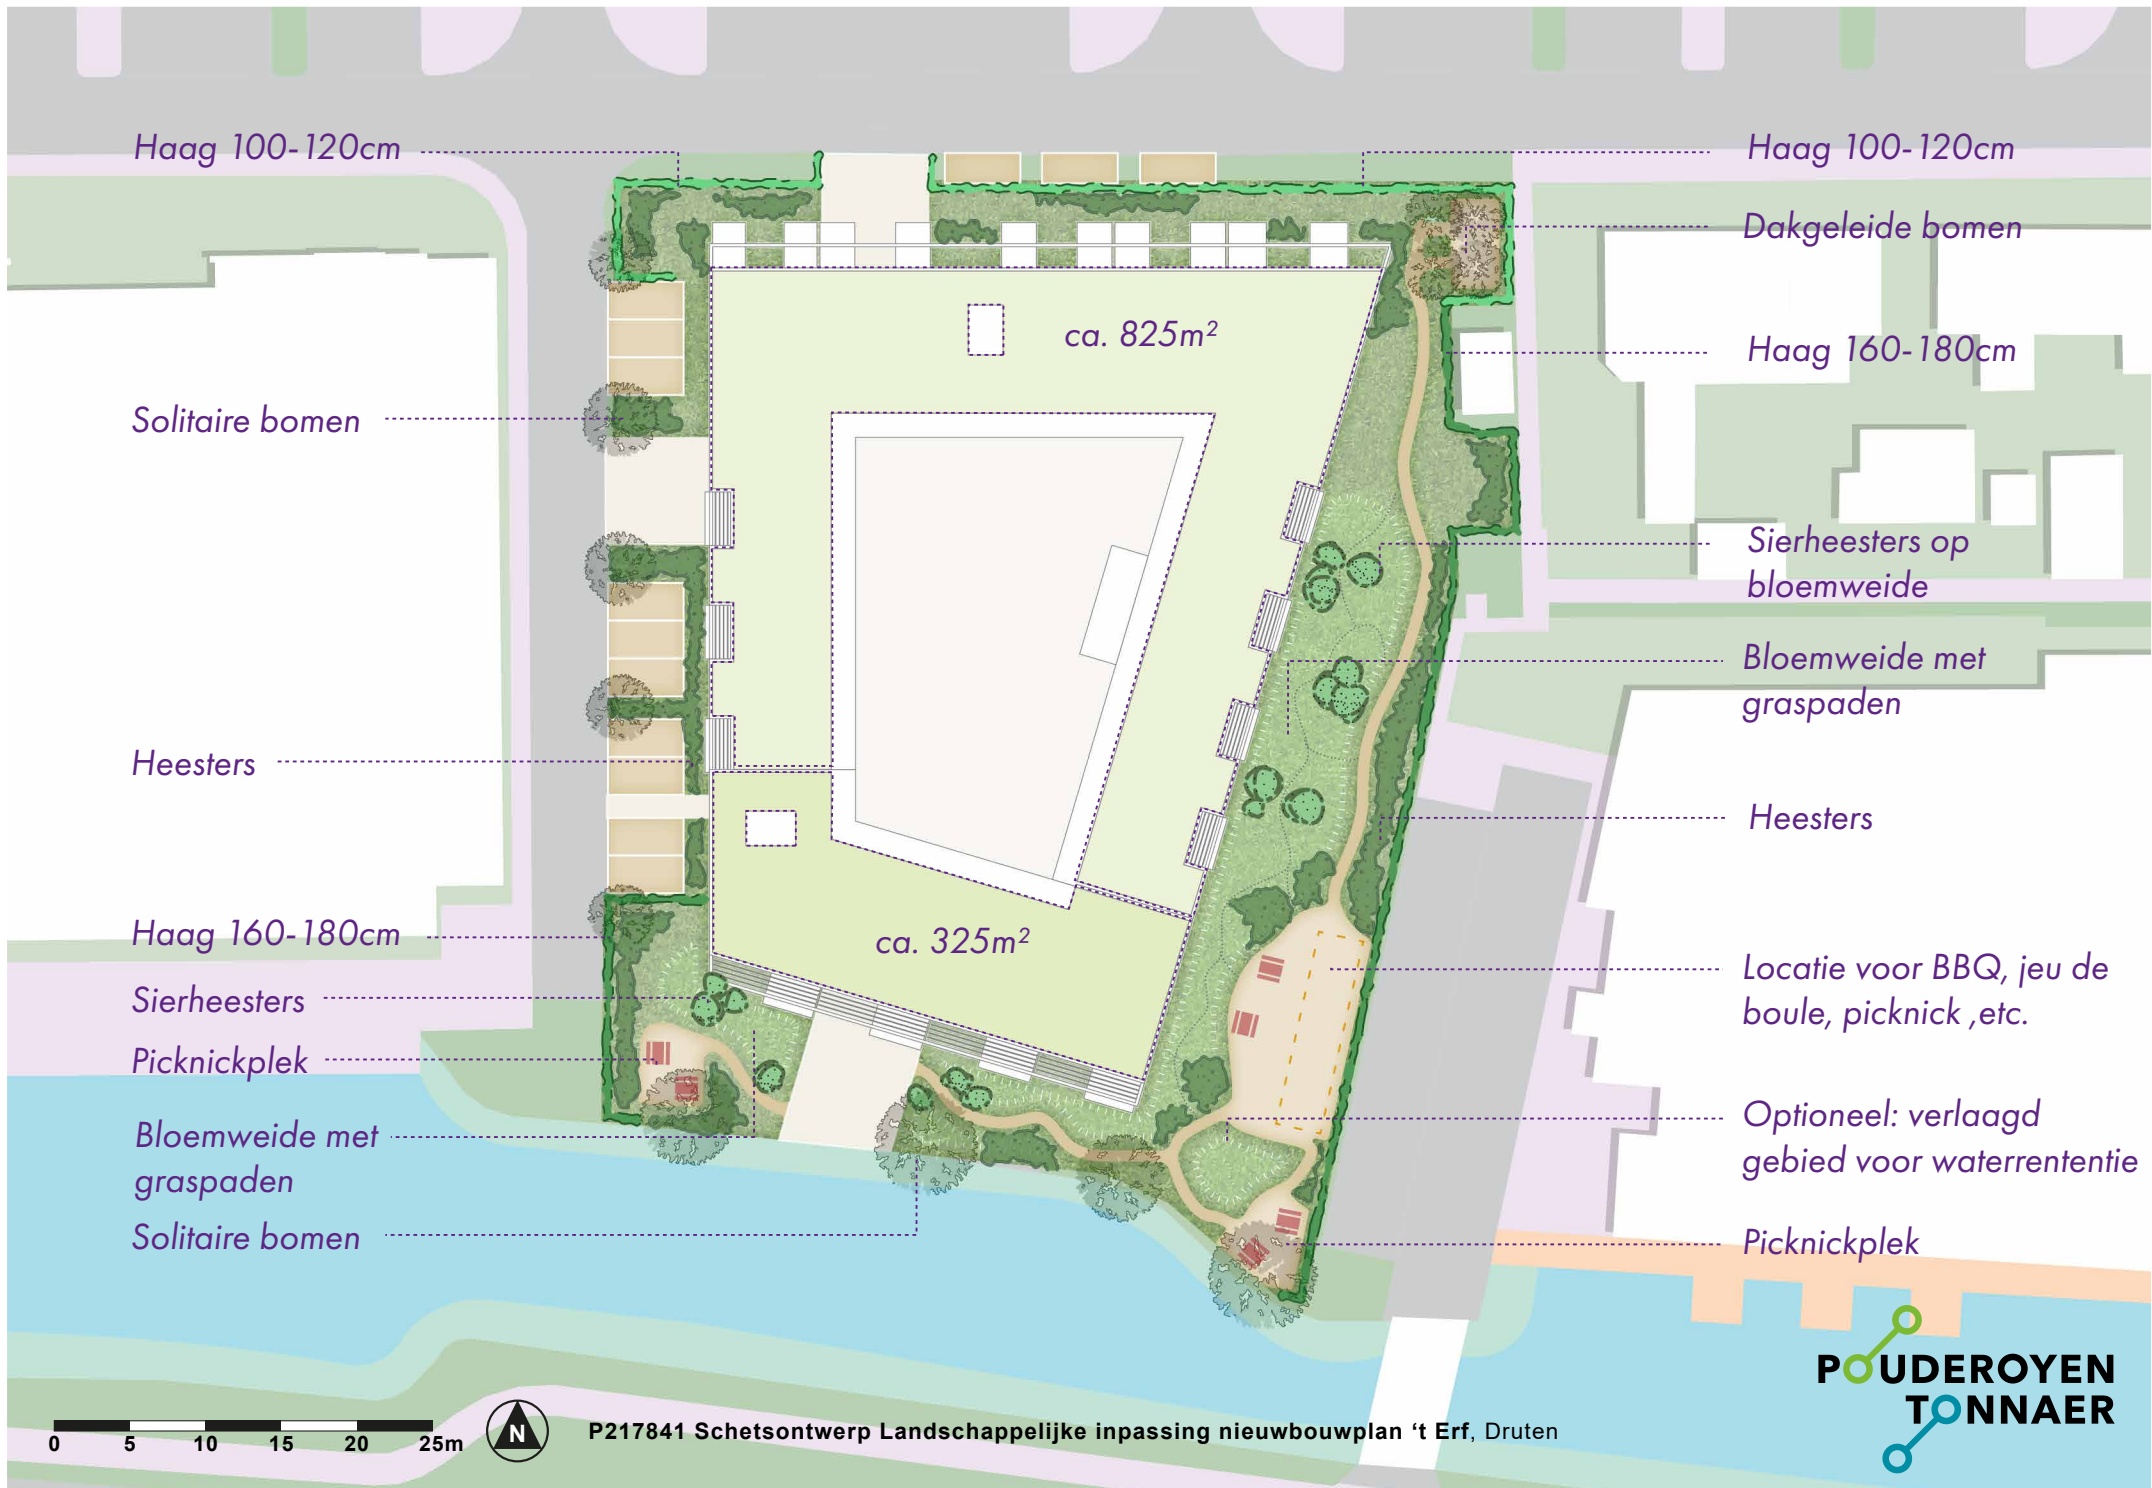 Haag 100-120cm
Solitaire bomen
Heesters
Haag 160-180cm
Sierheesters
Picknickplek
Bloemweide met
graspaden
Solitaire bomen
ca. 825m²
ca. 325m²
Haag 100-120cm
Dakgeleide bomen
Haag 160-180cm
Sierheesters op
bloemweide
Bloemweide met
graspaden
Heesters
Locatie voor BBQ, jeu de
boule, picknick ,etc.
Optioneel: verlaagd
gebied voor waterrententie
Picknickplek
0 5 10 15 20 25m
N
P217841 Schetsontwerp Landschappelijke inpassing nieuwbouwplan ‘t Erf, Druten
POUDEROYEN
TONNAER